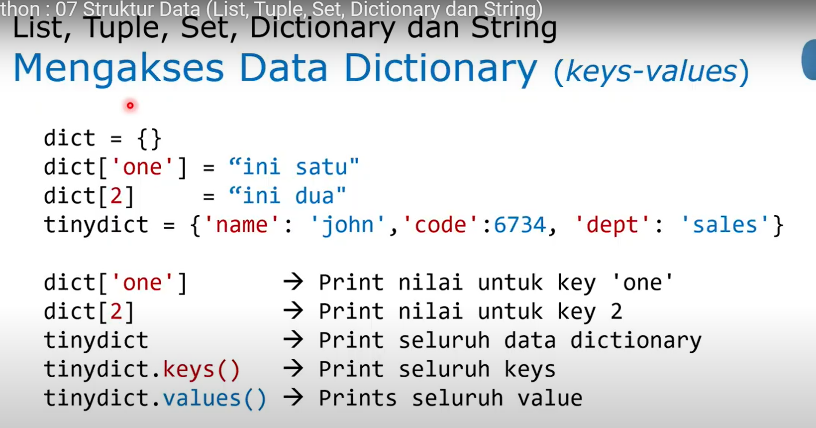 thon : 07 Struktur Data (List, Tuple, Set, Dictionary dan String)
List, Tuple, Set, Dictionary dan String
Mengakses Data Dictionary (keys-values)
dict = {}
dict['one'] = “ini satu"
dict[2] = “ini dua"
tinydict = {'name': 'john','code':6734, 'dept': 'sales'}
dict['one'] → Print nilai untuk key 'one'
dict[2] → Print nilai untuk key 2
tinydict → Print seluruh data dictionary
tinydict.keys() → Print seluruh keys
tinydict.values() → Prints seluruh value